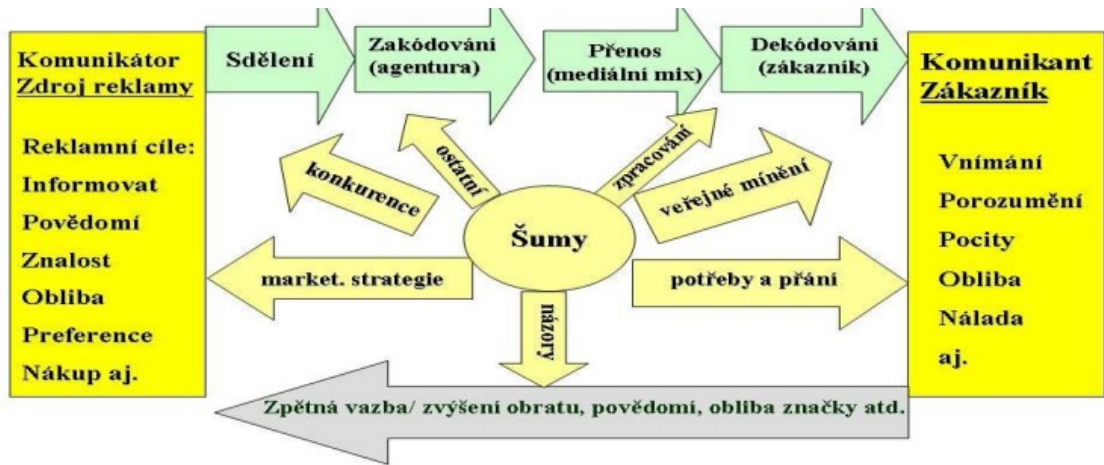 Komunikátor
Zdroj reklamy
Reklamní cíle:
Informovat
Povědomí
Znalost
Obliba
Preference
Nákup aj.
Sdělení
Zakódování
(agentura)
Přenos
(mediální mix)
Dekódování
(zákazník)
Komunikant
Zákazník
Vnímání
Porozumění
Pocity
Obliba
Nálada
aj.
konkurence
ostatní
zpracování
veřejné mínění
Šumy
market. strategie
potřeby a přání
názory
Zpětná vazba/ zvýšení obratu, povědomí, obliba značky atd.